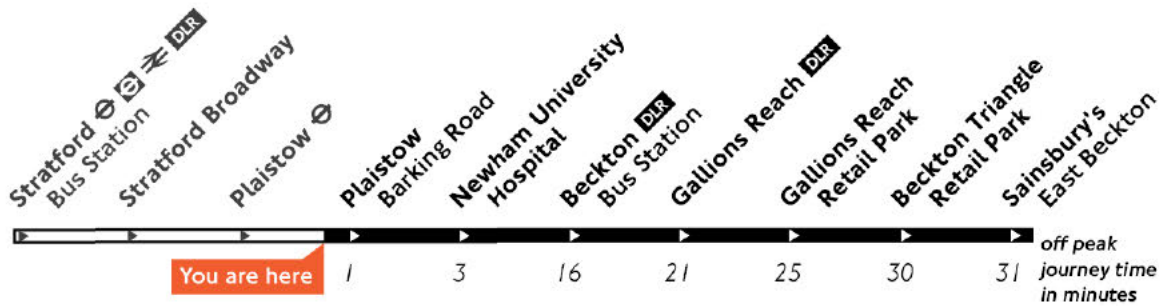 Stratford DLR
Bus Station
Stratford Broadway
Plaistow
Plaistow
Barking Road
Newham University
Hospital
Beckton DLR
Bus Station
Gallions Reach DLR
Gallions Reach
Retail Park
Beckton Triangle
Retail Park
Sainsbury's
East Beckton
You are here
1 3 16 21 25 30 31
off peak
journey time
in minutes